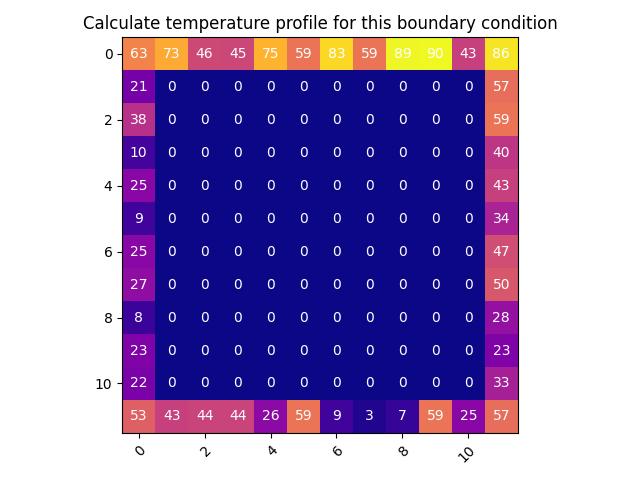 Calculate temperature profile for this boundary condition
0 63 73 46 45 75 59 83 59 89 90 43 86
21 0 0 0 0 0 0 0 0 0 0 57
2 38 0 0 0 0 0 0 0 0 0 0 59
10 0 0 0 0 0 0 0 0 0 0 40
4 25 0 0 0 0 0 0 0 0 0 0 43
9 0 0 0 0 0 0 0 0 0 0 34
6 25 0 0 0 0 0 0 0 0 0 0 47
27 0 0 0 0 0 0 0 0 0 0 50
8 8 0 0 0 0 0 0 0 0 0 0 28
23 0 0 0 0 0 0 0 0 0 0 23
10 22 0 0 0 0 0 0 0 0 0 0 33
53 43 44 44 26 59 9 3 7 59 25 57
0 2 4 6 8 10